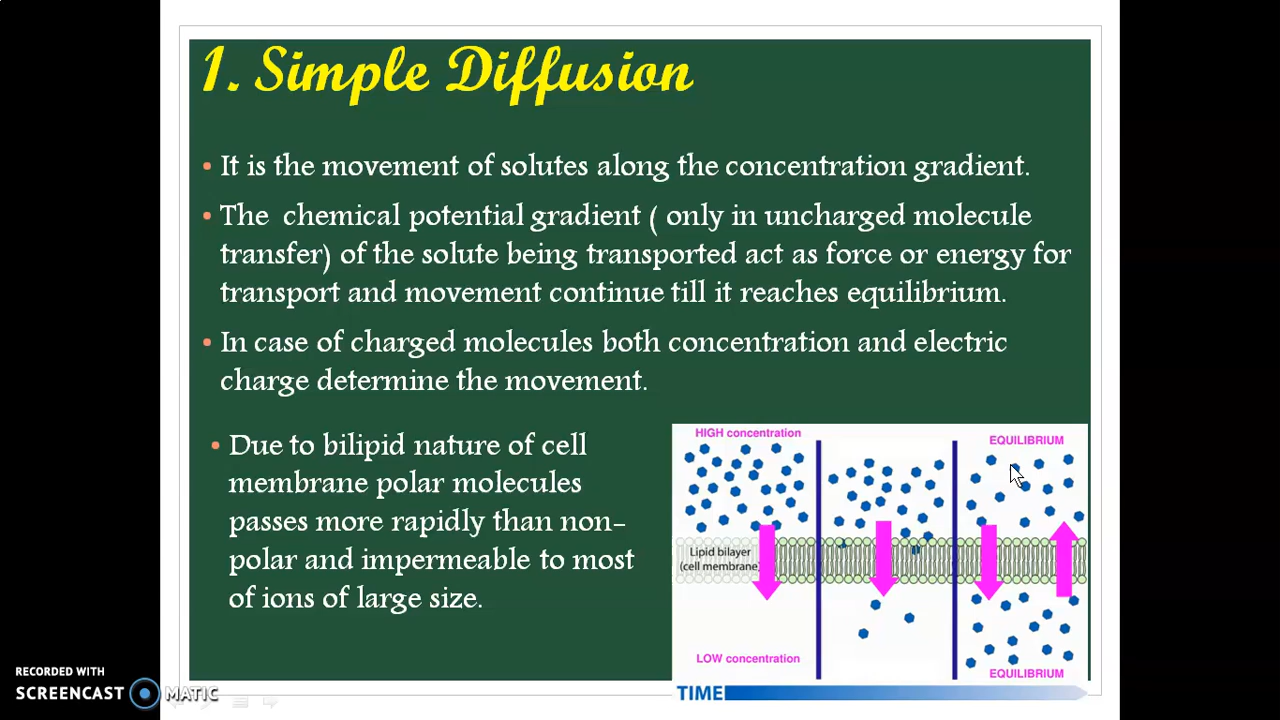 1. Simple Diffusion
• It is the movement of solutes along the concentration gradient.
• The chemical potential gradient ( only in uncharged molecule
transfer) of the solute being transported act as force or energy for
transport and movement continue till it reaches equilibrium.
• In case of charged molecules both concentration and electric
charge determine the movement.
• Due to bilipid nature of cell
membrane polar molecules
passes more rapidly than non-
polar and impermeable to most
of ions of large size.
HIGH concentration
EQUILIBRIUM
Lipid bilayer
(cell membrane)
LOW concentration
EQUILIBRIUM
TIME
RECORDED WITH
SCREENCAST MATIC